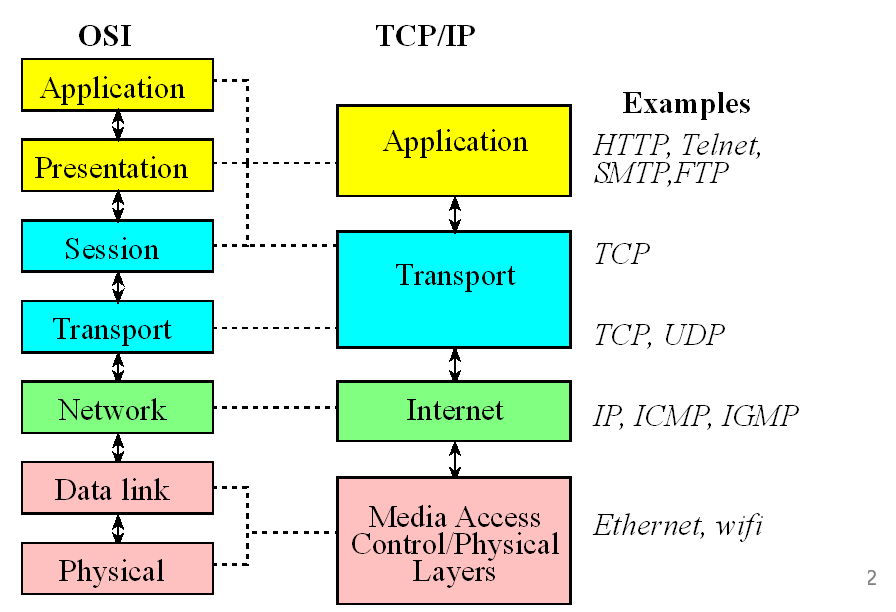 OSI
TCP/IP
Application
Presentation
Session
Transport
Network
Data link
Physical
Application
Transport
Internet
Media Access
Control/Physical
Layers
Examples
HTTP, Telnet,
SMTP,FTP
TCP
TCP, UDP
IP, ICMP, IGMP
Ethernet, wifi
2